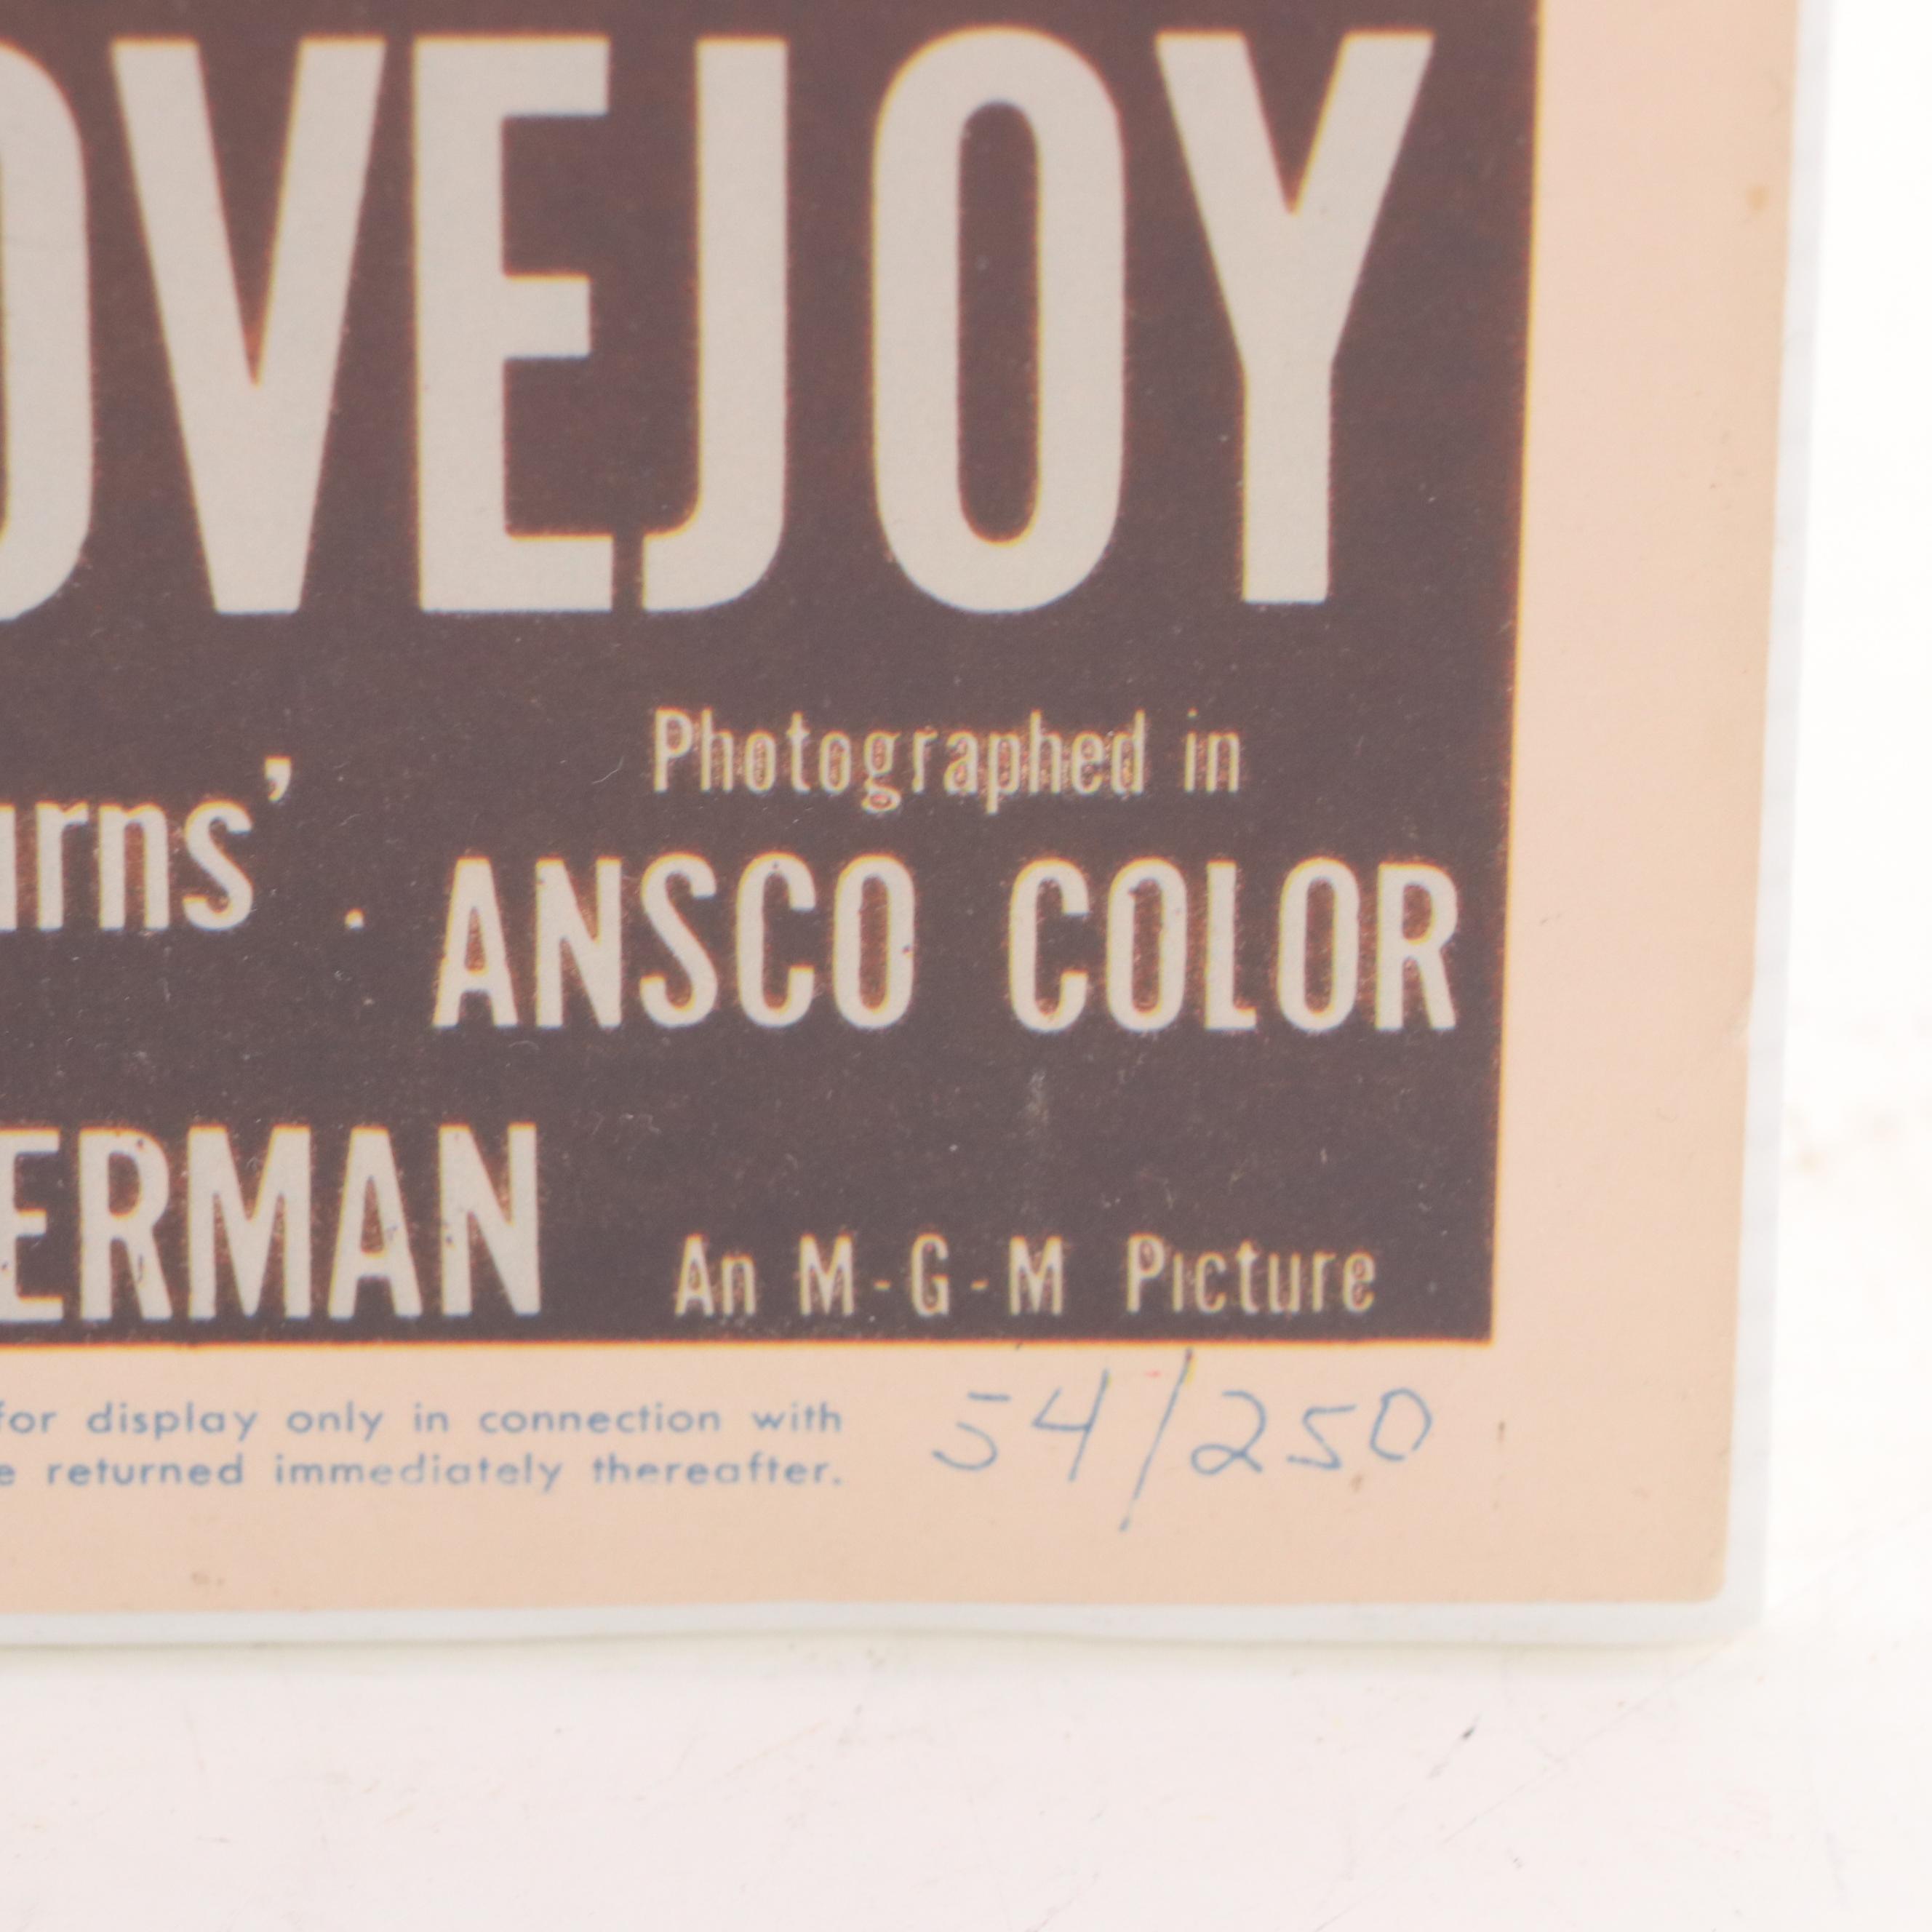 OVEJOY
Photographed in
urns' . ANSCO COLOR
ERMAN An M-G-M Picture
for display only in connection with 54/250
e returned immediately thereafter.